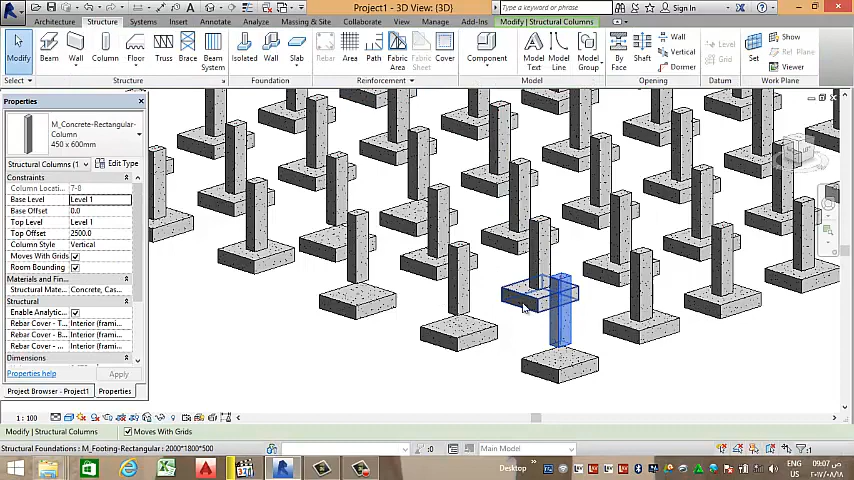 Project1 - 3D View: {3D}
Type a keyword or phrase
Sign In
Architecture Structure Systems Insert Annotate Analyze Massing & Site Collaborate View Manage Add-Ins Modify | Structural Columns
Modify Beam Wall Column Floor Truss Brace Beam System Isolated Wall Slab Rebar Area Path Fabric Area Cover Component Model Text Model Line Model Group By Face Shaft Wall Vertical Dormer Level Grid Set Show Ref Plane Viewer
Select Structure Foundation Reinforcement Model Opening Datum Work Plane
Properties
M_Concrete-Rectangular-
Column
450 x 600mm
Structural Columns (1 Edit Type
Constraints
Column Locati... 7-8
Base Level Level 1
Base Offset 0.0
Top Level Level 1
Top Offset 2500.0
Column Style Vertical
Moves With Grids
Room Bounding
Materials and Fin...
Structural Mate... Concrete, Cas...
Structural
Enable Analytic...
Rebar Cover - T... Interior (frami...
Rebar Cover - B... Interior (frami...
Rebar Cover - ... Interior (frami...
Dimensions
Properties help Apply
Project Browser - Project1 Properties
1 : 100
Modify | Structural Columns Moves With Grids
Structural Foundations : M_Footing-Rectangular : 2000*1800*500
:0
Main Model
:1
Desktop
ENG
US
09:07 ص
٢٠١٧/٠٨/١٨